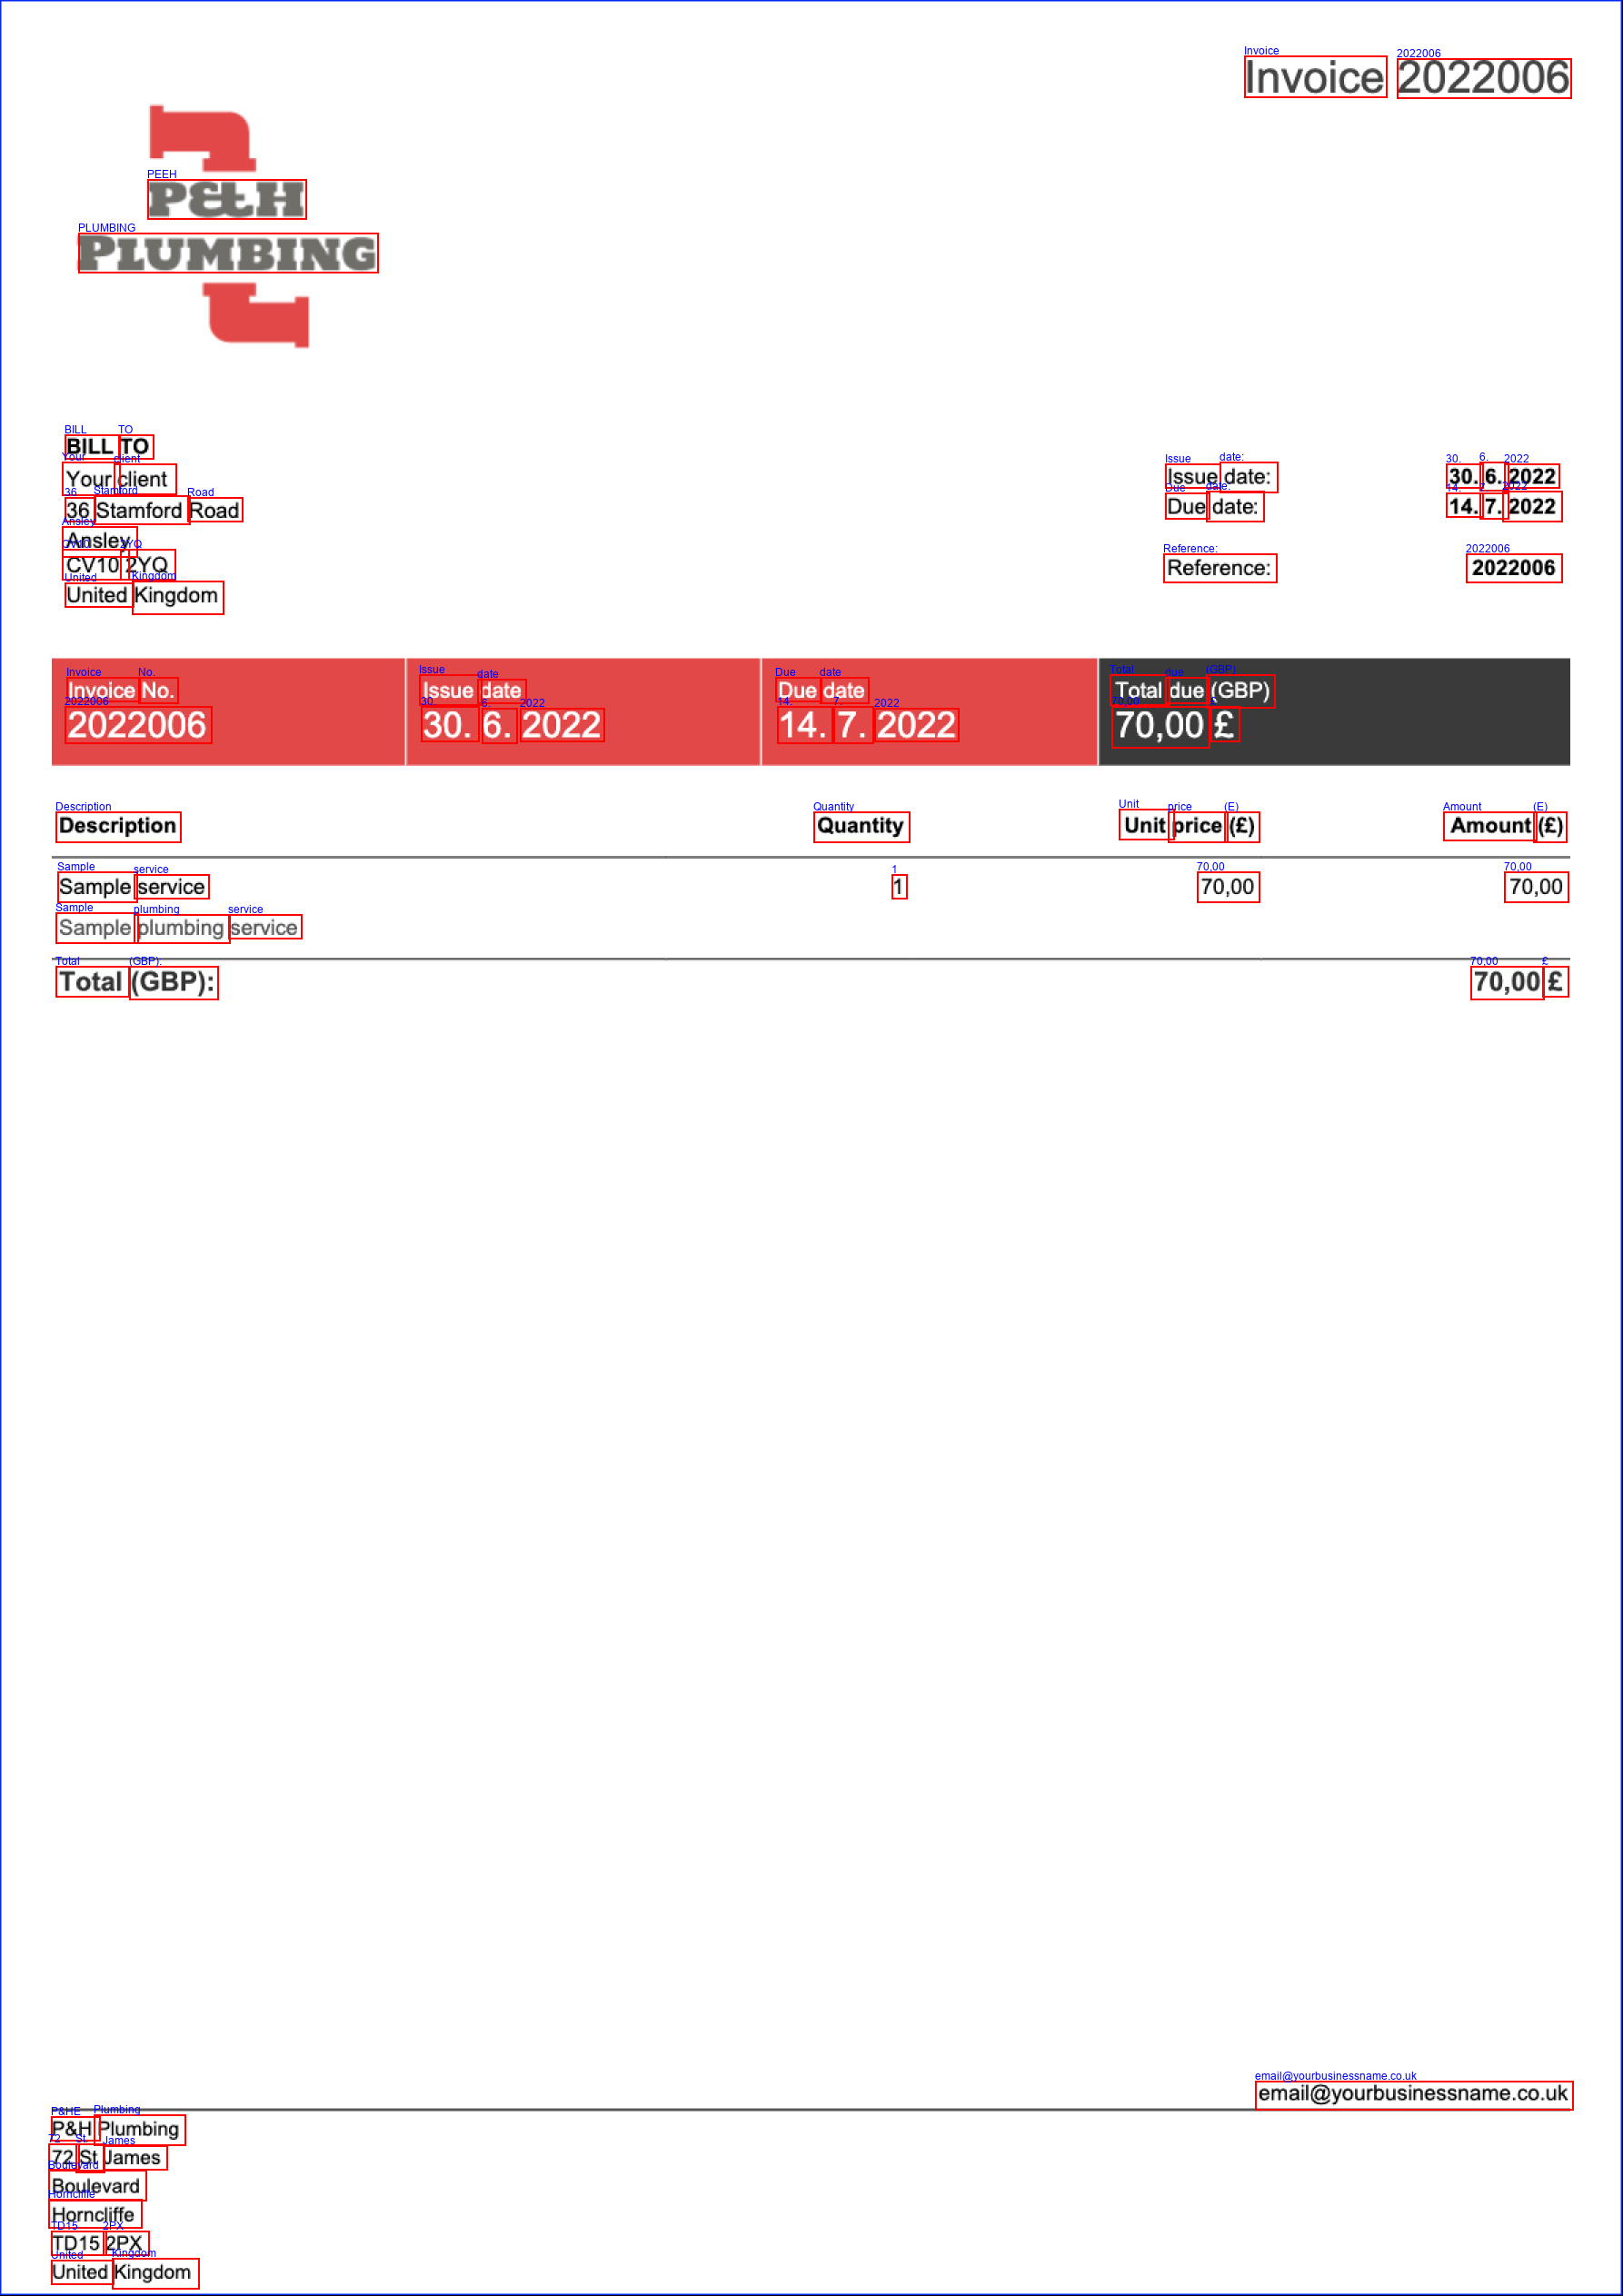 Invoice 2022006
P&H
PLUMBING
BILL TO
Your client
36 Stamford Road
Ansley
CV10 2YQ
United Kingdom
Issue date: 30. 6. 2022
Due date: 14. 7. 2022
Reference: 2022006
Invoice No. Issue date Due date Total due (GBP)
2022006 30. 6. 2022 14. 7. 2022 70,00 £
Description Quantity Unit price (£) Amount (£)
Sample service 1 70,00 70,00
Sample plumbing service
Total (GBP): 70,00 £
email@yourbusinessname.co.uk
P&H Plumbing
72 St James
Boulevard
Horncliffe
TD15 2PX
United Kingdom